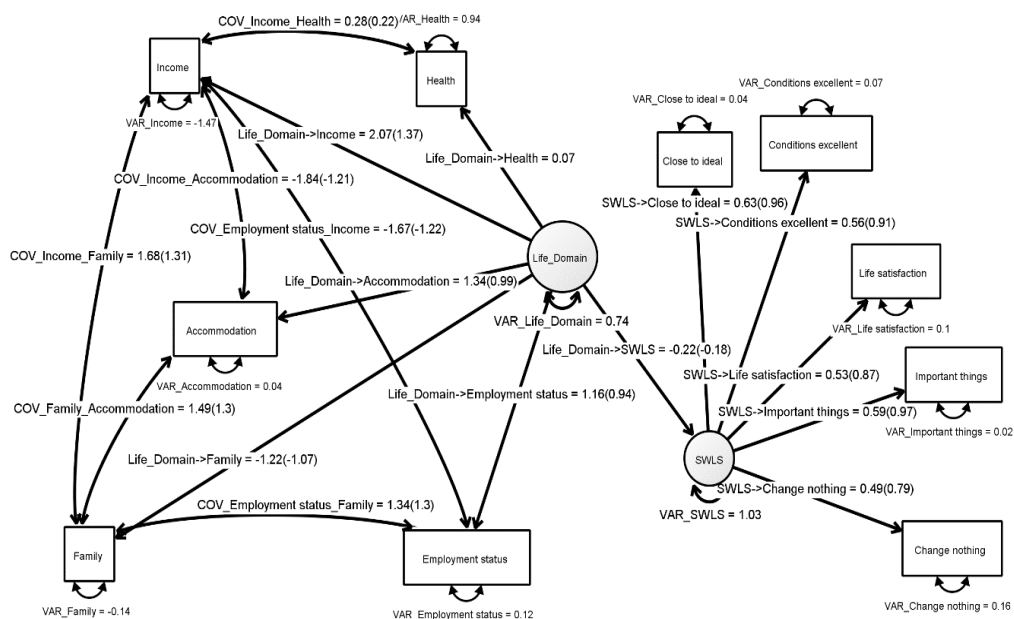 COV_Income_Health = 0.28(0.22)
/AR_Health = 0.94
Income
Health
VAR_Income = -1.47
VAR_Conditions excellent = 0.07
VAR_Close to ideal = 0.04
Life_Domain->Income = 2.07(1.37)
Conditions excellent
Close to ideal
Life_Domain->Health = 0.07
COV_Income_Accommodation = -1.84(-1.21)
SWLS->Close to ideal = 0.63(0.96)
SWLS->Conditions excellent = 0.56(0.91)
COV_Employment status_Income = -1.67(-1.22)
COV_Income_Family = 1.68(1.31)
Life_Domain
Life satisfaction
Life_Domain->Accommodation = 1.34(0.99)
VAR_Life_Domain = 0.74
Accommodation
VAR_Life satisfaction = 0.1
Life_Domain->SWLS = -0.22(-0.18)
SWLS->Life satisfaction = 0.53(0.87)
Important things
VAR_Accommodation = 0.04
Life_Domain->Employment status = 1.16(0.94)
COV_Family_Accommodation = 1.49(1.3)
SWLS->Important things = 0.59(0.97)
VAR_Important things = 0.02
Life_Domain->Family = -1.22(-1.07)
SWLS
SWLS->Change nothing = 0.49(0.79)
COV_Employment status_Family = 1.34(1.3)
VAR_SWLS = 1.03
Family
Employment status
Change nothing
VAR_Family = -0.14
VAR_Employment status = 0.12
VAR_Change nothing = 0.16